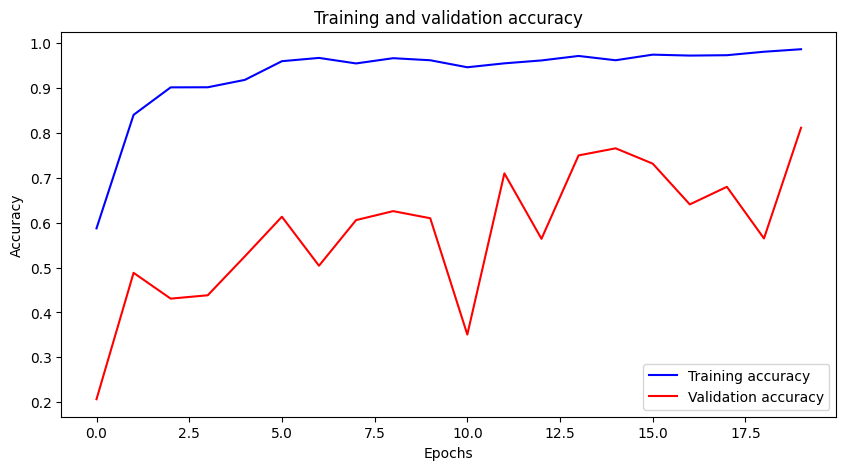 Training and validation accuracy
Accuracy
1.0
0.9
0.8
0.7
0.6
0.5
0.4
0.3
0.2
Training accuracy
Validation accuracy
0.0 2.5 5.0 7.5 10.0 12.5 15.0 17.5
Epochs